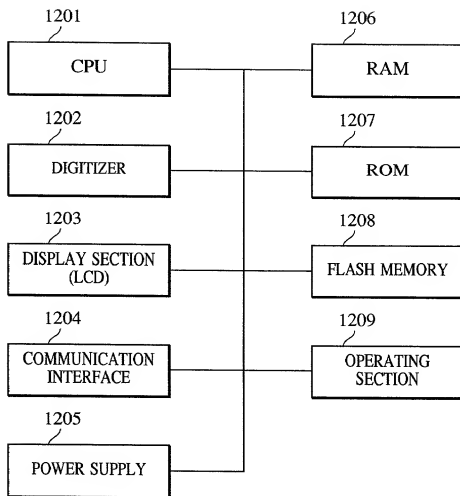 1201
CPU
1202
DIGITIZER
1203
DISPLAY SECTION
(LCD)
1204
COMMUNICATION
INTERFACE
1205
POWER SUPPLY
1206
RAM
1207
ROM
1208
FLASH MEMORY
1209
OPERATING
SECTION